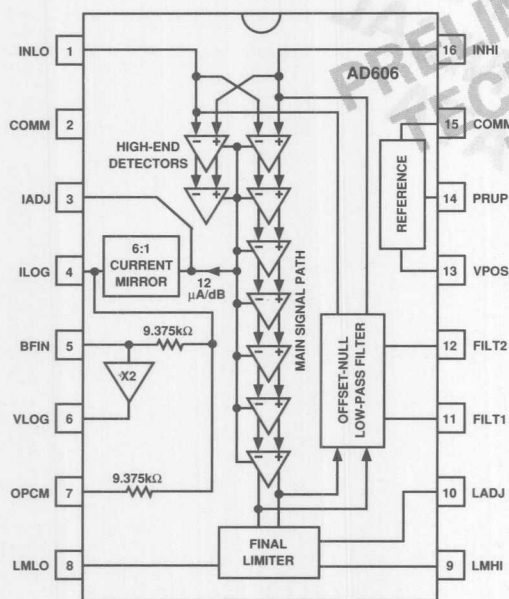 PRELIM
TECH
AD606
INLO
1
16
INHI
COMM
2
15
COMM
HIGH-END
DETECTORS
REFERENCE
IADJ
3
14
PRUP
ILOG
4
6:1
CURRENT
MIRROR
12
μA/dB
13
VPOS
MAIN SIGNAL PATH
BFIN
5
9.375kΩ
OFFSET-NULL
LOW-PASS FILTER
12
FILT2
X2
VLOG
6
11
FILT1
OPCM
7
9.375kΩ
10
LADJ
LMLO
8
FINAL
LIMITER
9
LMHI